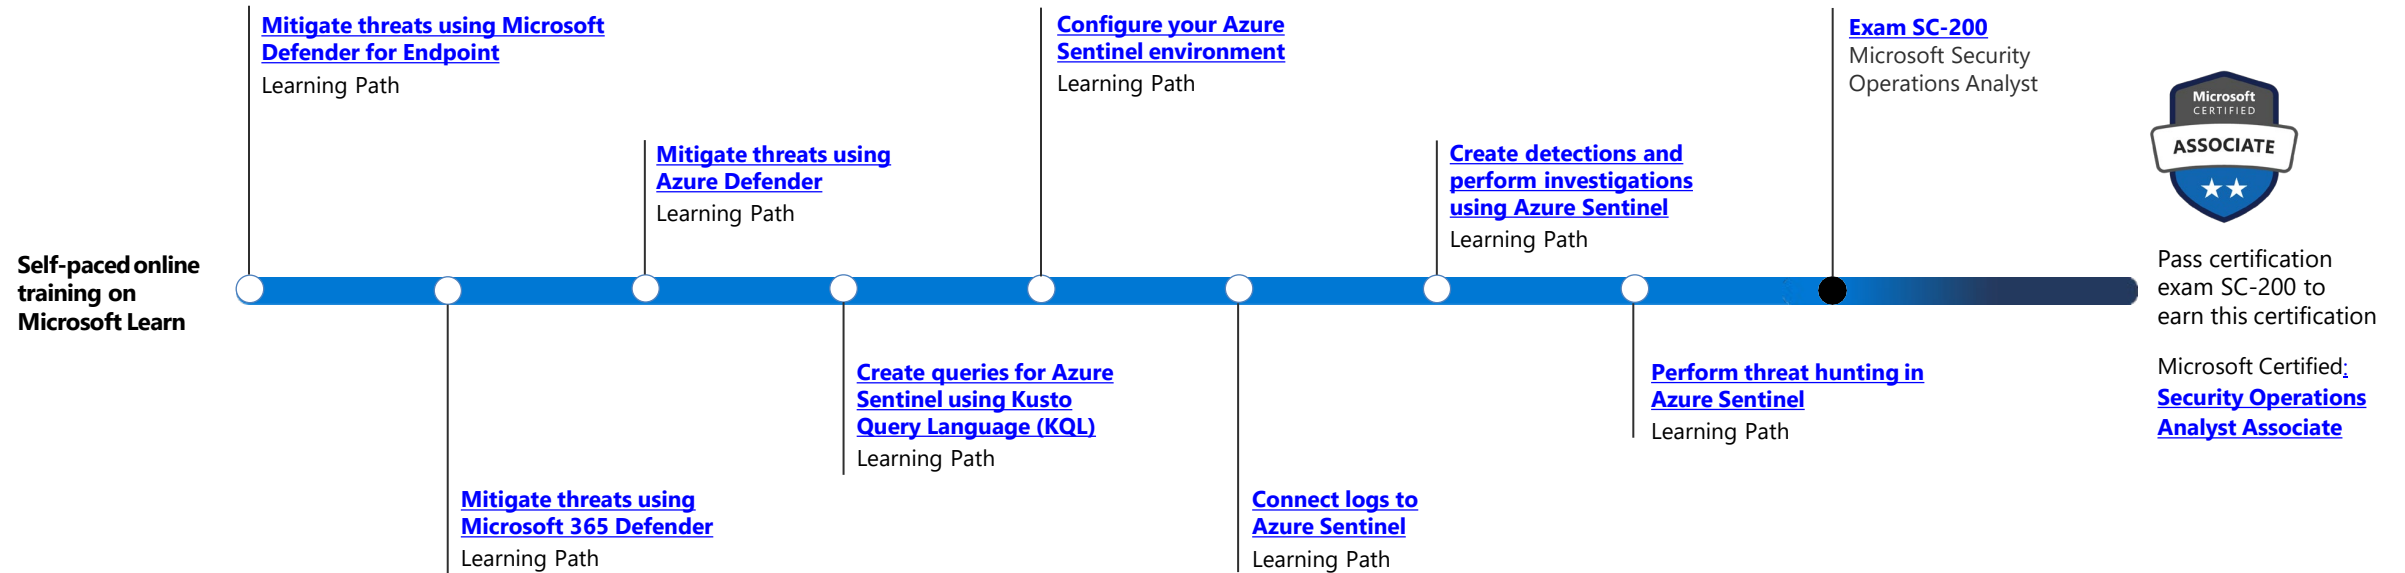 Self-paced online
training on
Microsoft Learn
Mitigate threats using Microsoft
Defender for Endpoint
Learning Path
Mitigate threats using
Microsoft 365 Defender
Learning Path
Mitigate threats using
Azure Defender
Learning Path
Create queries for Azure
Sentinel using Kusto
Query Language (KQL)
Learning Path
Configure your Azure
Sentinel environment
Learning Path
Connect logs to
Azure Sentinel
Learning Path
Create detections and
perform investigations
using Azure Sentinel
Learning Path
Perform threat hunting in
Azure Sentinel
Learning Path
Exam SC-200
Microsoft Security
Operations Analyst
Microsoft
CERTIFIED
ASSOCIATE
Pass certification
exam SC-200 to
earn this certification
Microsoft Certified:
Security Operations
Analyst Associate